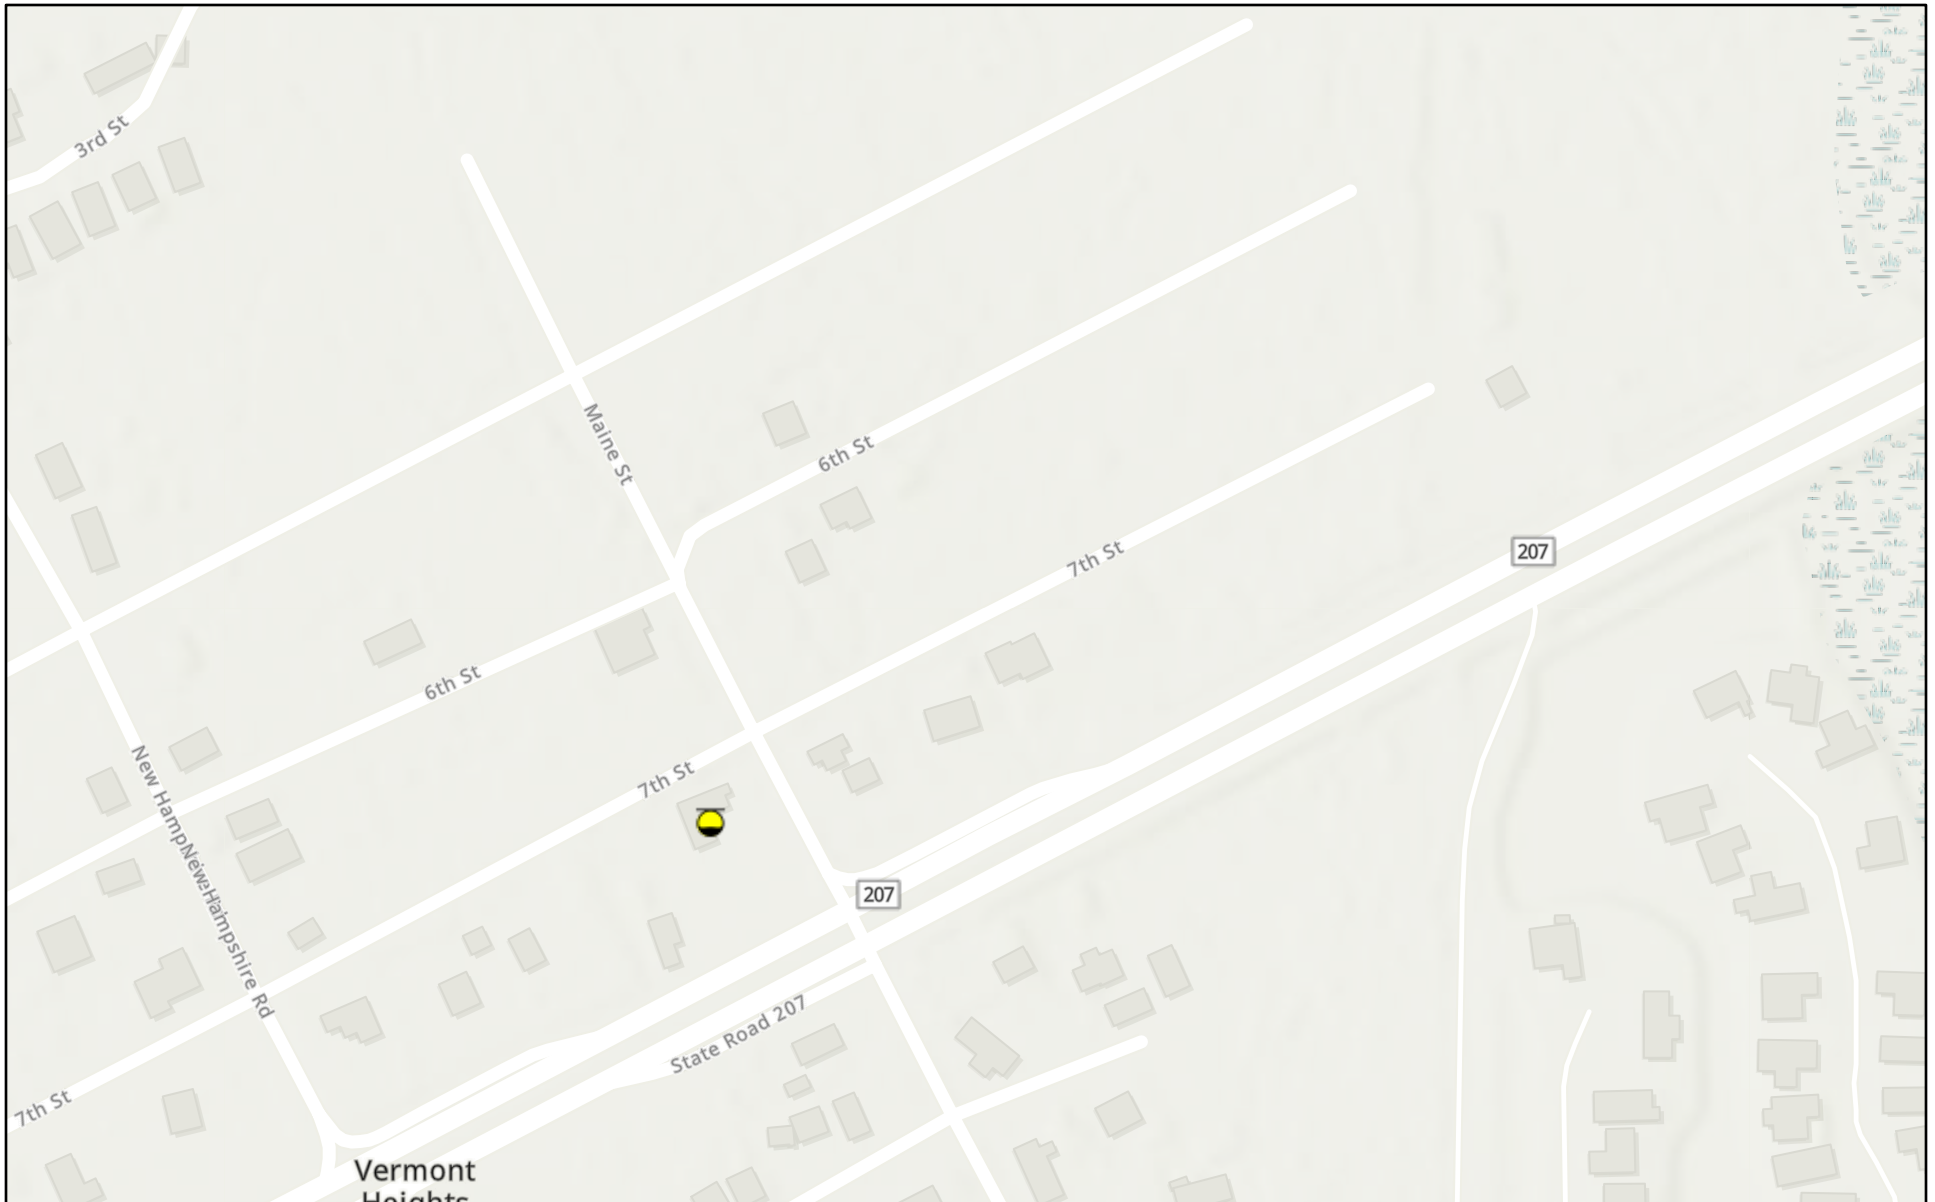 3rd St
Maine St
6th St
7th St
207
6th St
New Hamp
New Hampshire Rd
7th St
207
State Road 207
7th St
Vermont
Heights